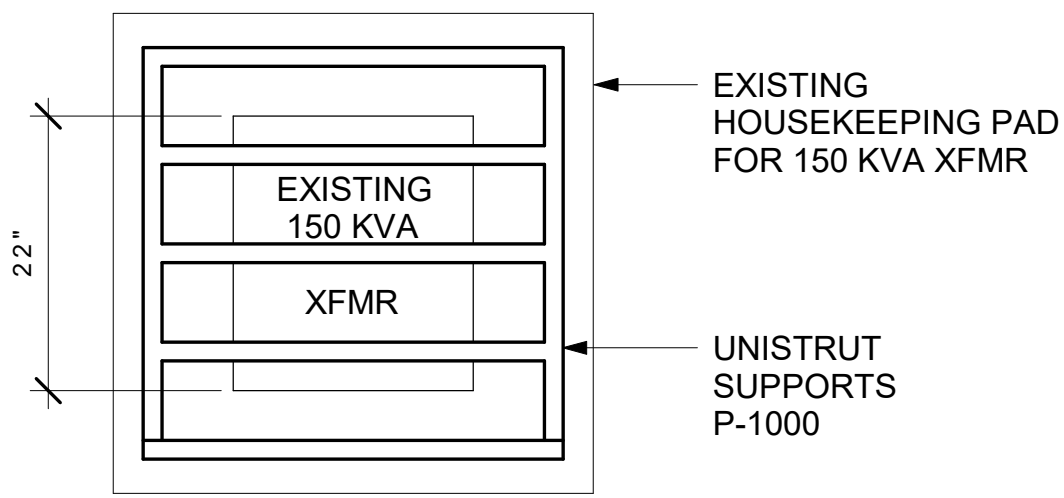 EXISTING
HOUSEKEEPING PAD
FOR 150 KVA XFMR
EXISTING
150 KVA
XFMR
22"
UNISTRUT
SUPPORTS
P-1000